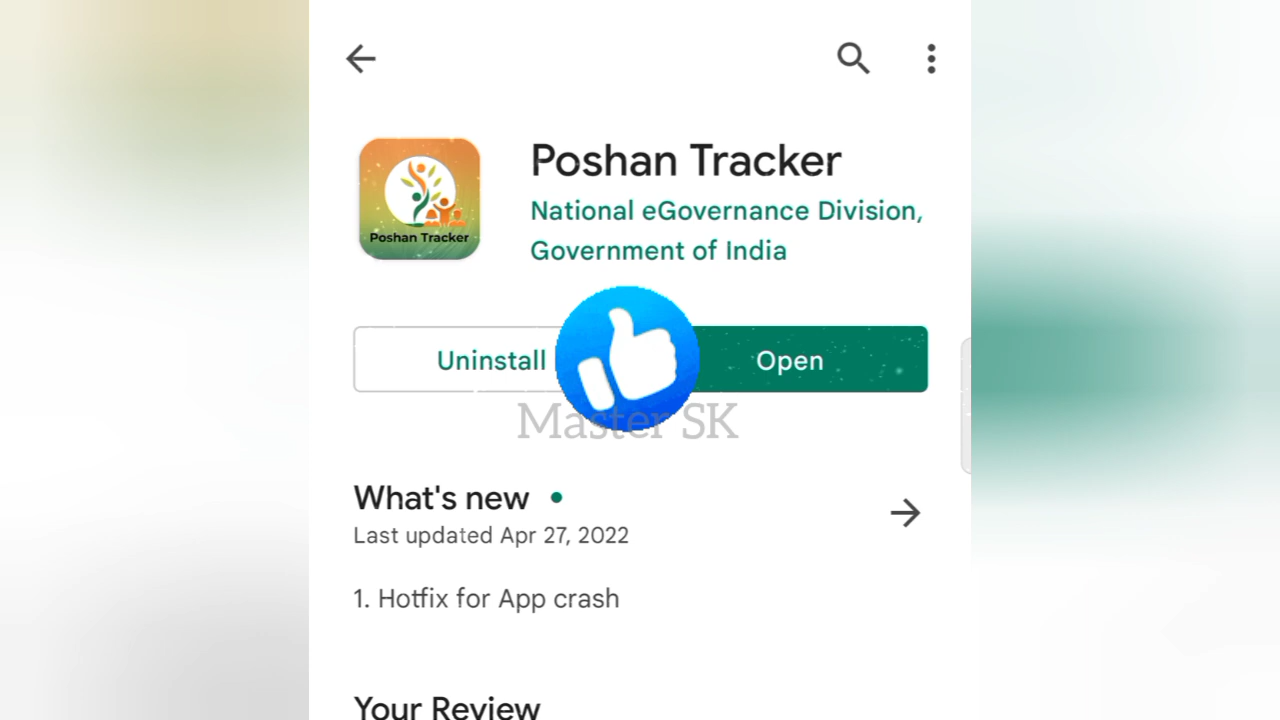 Poshan Tracker
National eGovernance Division,
Government of India
Poshan Tracker
Uninstall
Open
Master SK
What's new
Last updated Apr 27, 2022
1. Hotfix for App crash
Your Review